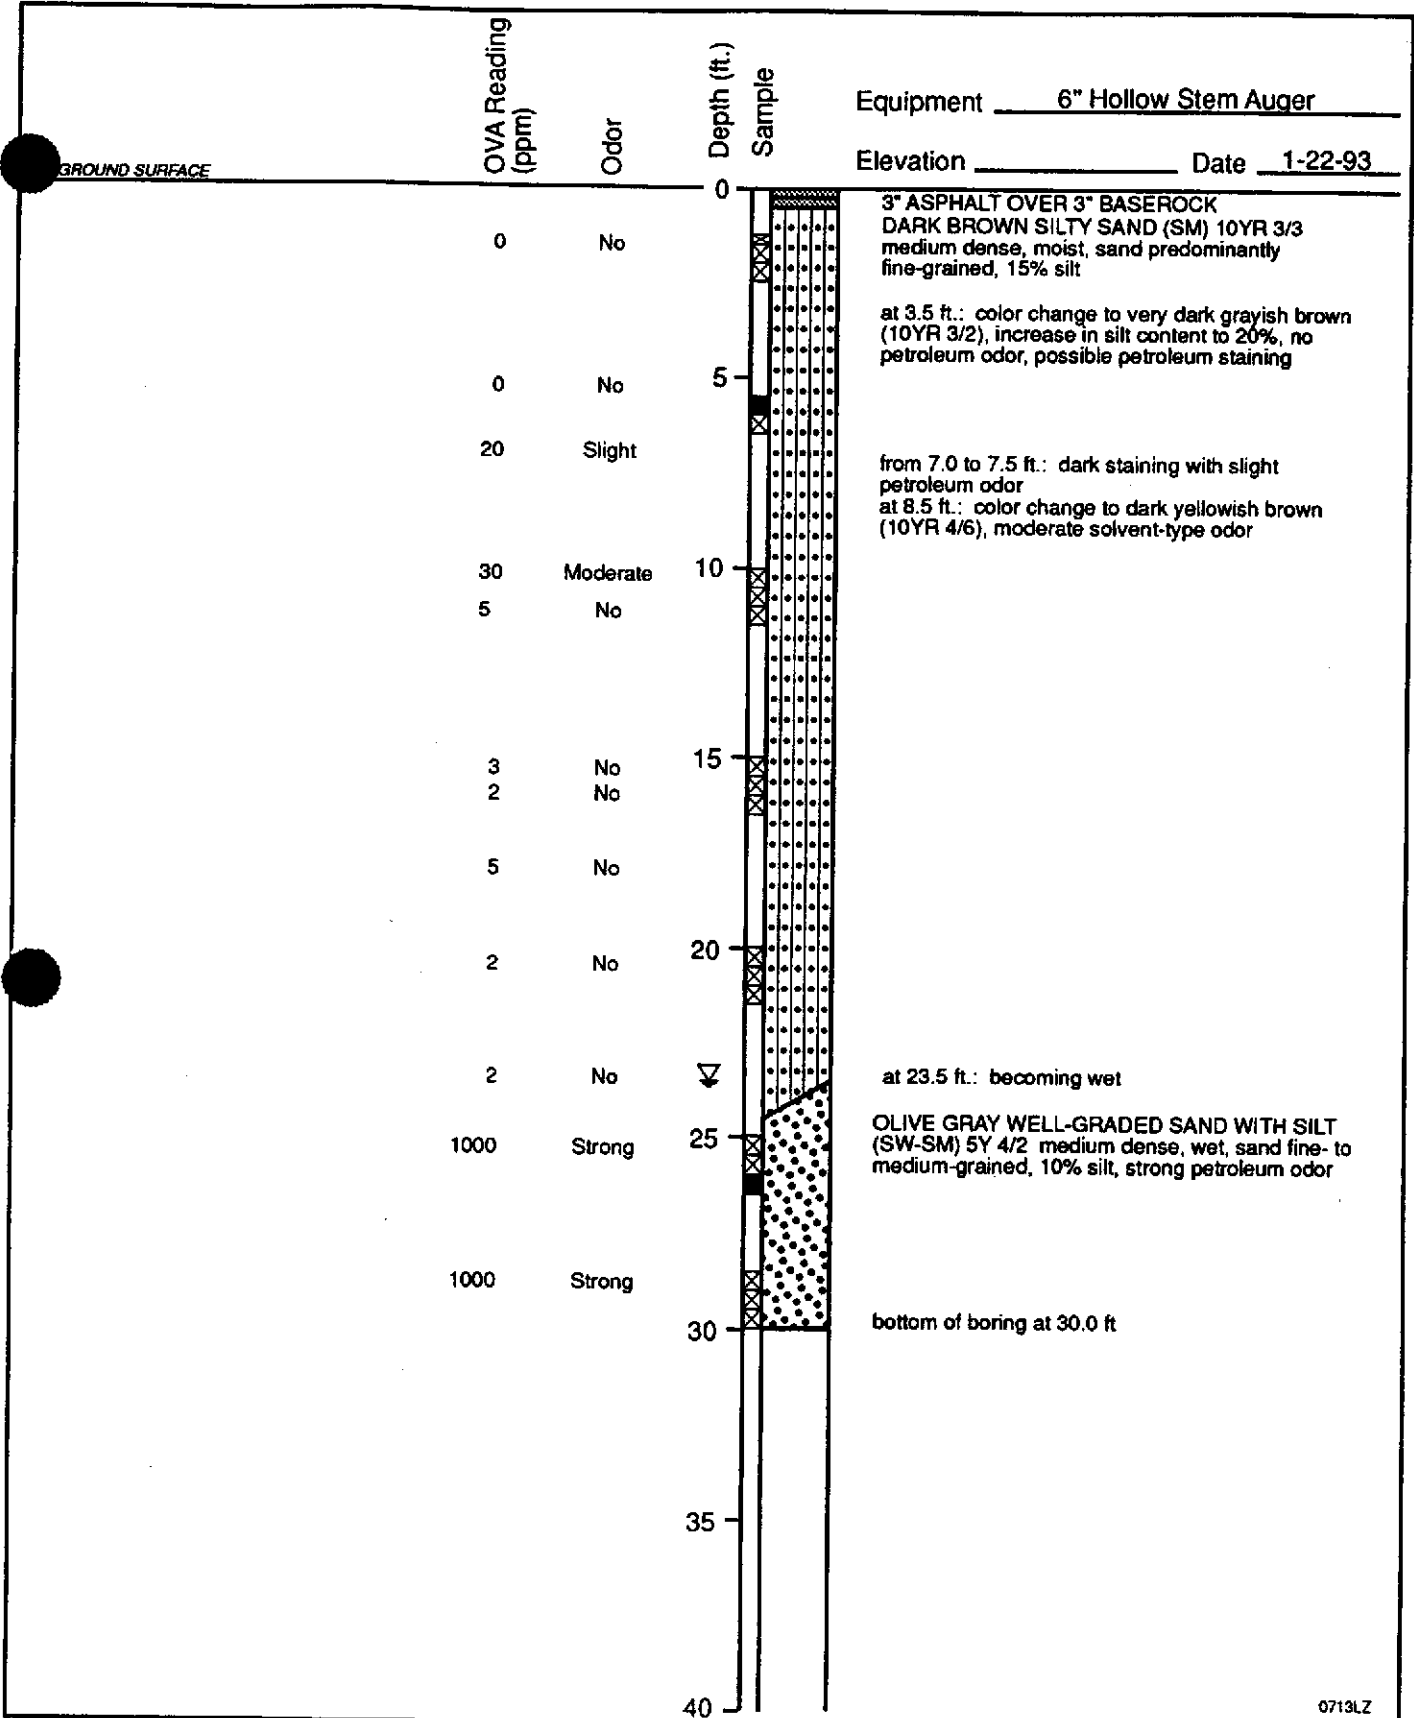 OVA Reading
(ppm)
Odor
Depth (ft.)
Sample
Equipment 6" Hollow Stem Auger
Elevation Date 1-22-93
GROUND SURFACE
0
3" ASPHALT OVER 3" BASEROCK
DARK BROWN SILTY SAND (SM) 10YR 3/3
0 No medium dense, moist, sand predominantly
fine-grained, 15% silt
at 3.5 ft.: color change to very dark grayish brown
(10YR 3/2), increase in silt content to 20%, no
petroleum odor, possible petroleum staining
0 No 5
20 Slight
from 7.0 to 7.5 ft.: dark staining with slight
petroleum odor
at 8.5 ft.: color change to dark yellowish brown
(10YR 4/6), moderate solvent-type odor
30 Moderate 10
5 No
3 No 15
2 No
5 No
2 No 20
2 No at 23.5 ft.: becoming wet
OLIVE GRAY WELL-GRADED SAND WITH SILT
1000 Strong 25 (SW-SM) 5Y 4/2 medium dense, wet, sand fine- to
medium-grained, 10% silt, strong petroleum odor
1000 Strong
30 bottom of boring at 30.0 ft
35
40
0713LZ